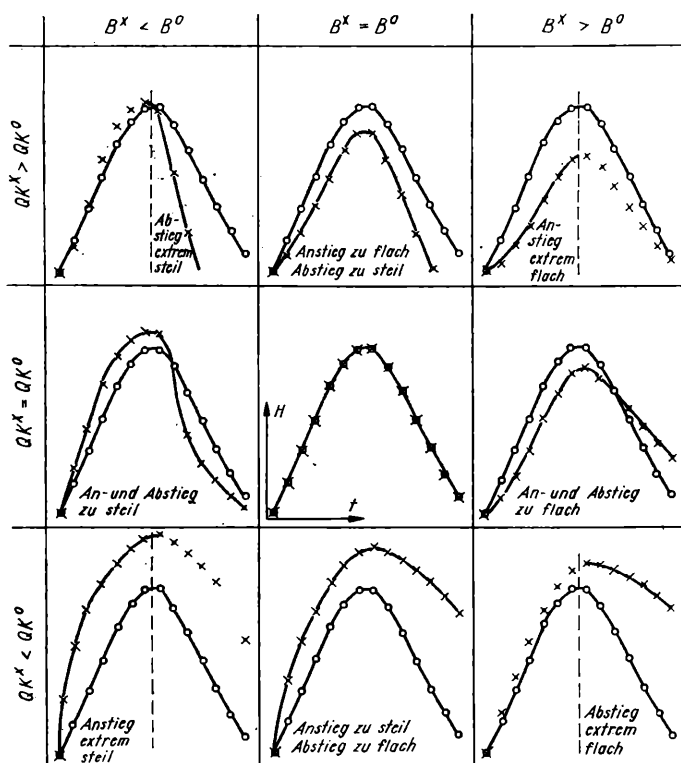 Bˣ < B⁰
Bˣ = B⁰
Bˣ > B⁰
QKˣ > QK⁰
Ab-
stieg
extrem
steil
Anstieg zu flach
Abstieg zu steil
An-
stieg
extrem
flach
QKˣ = QK⁰
An- und Abstieg
zu steil
H
t
An- und Abstieg
zu flach
QKˣ < QK⁰
Anstieg
extrem
steil
Anstieg zu steil
Abstieg zu flach
Abstieg
extrem
flach